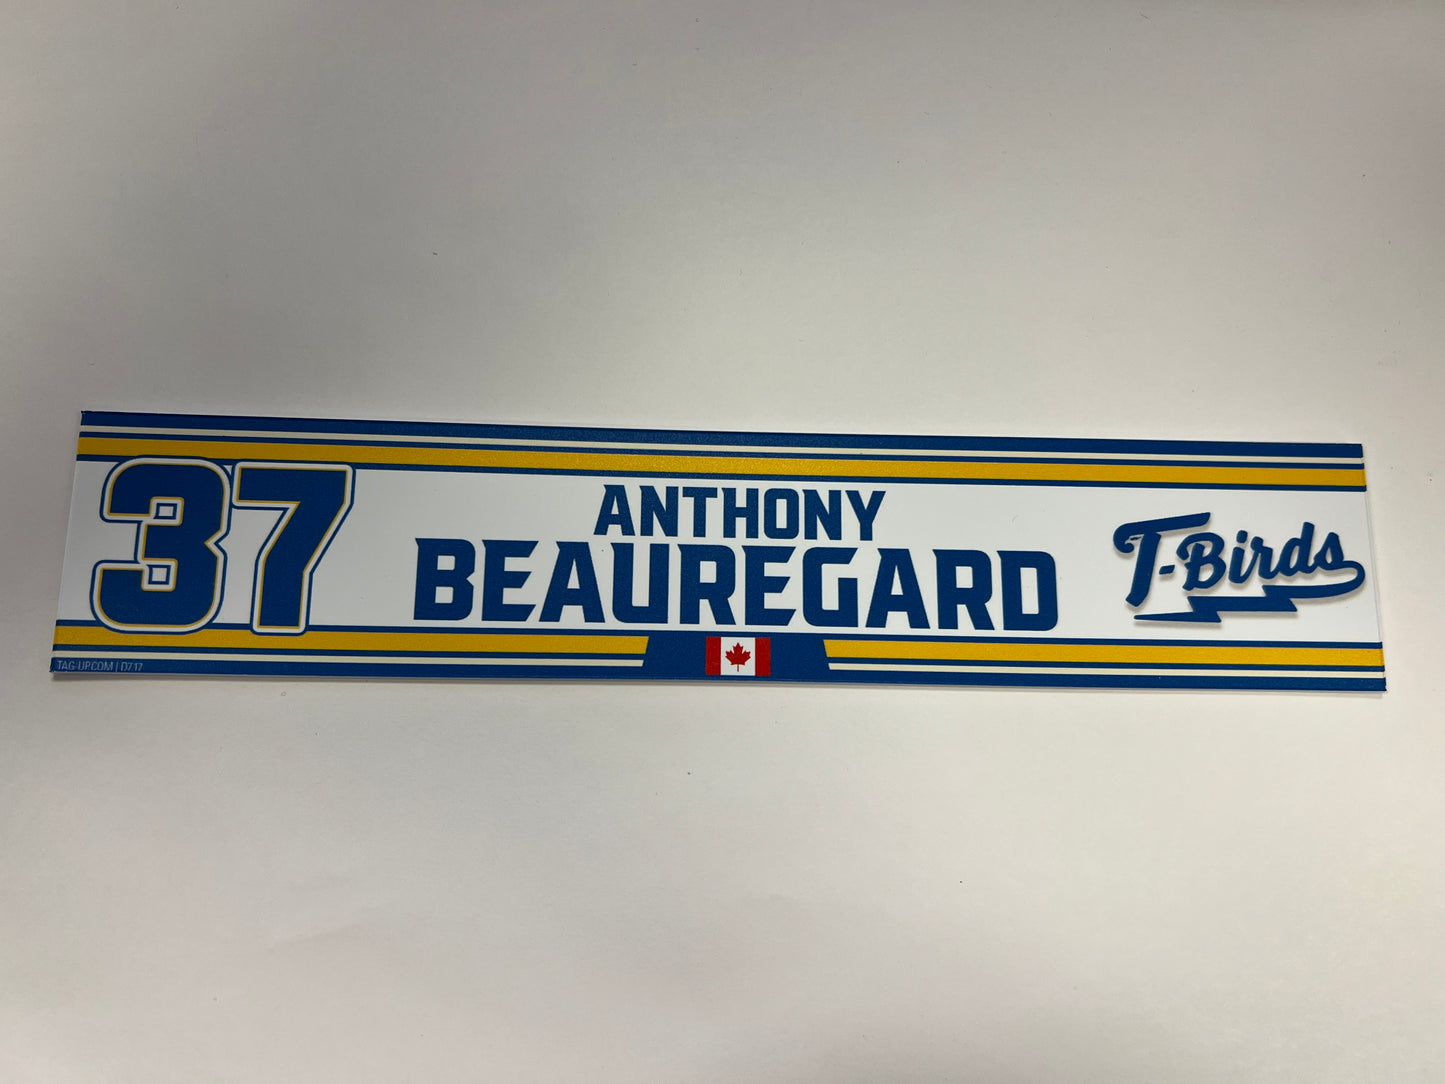 37
ANTHONY
BEAUREGARD
T-Birds
TAG-UP.COM | D7.17